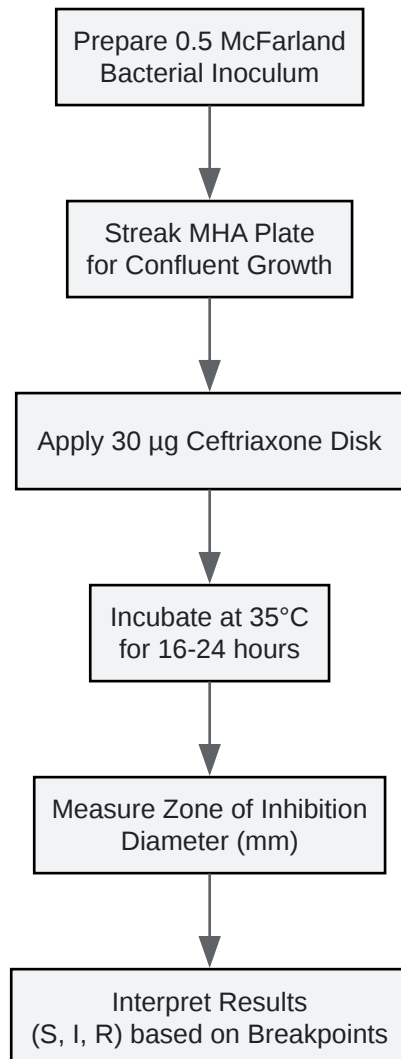 Prepare 0.5 McFarland
Bacterial Inoculum
Streak MHA Plate
for Confluent Growth
Apply 30 µg Ceftriaxone Disk
Incubate at 35°C
for 16-24 hours
Measure Zone of Inhibition
Diameter (mm)
Interpret Results
(S, I, R) based on Breakpoints